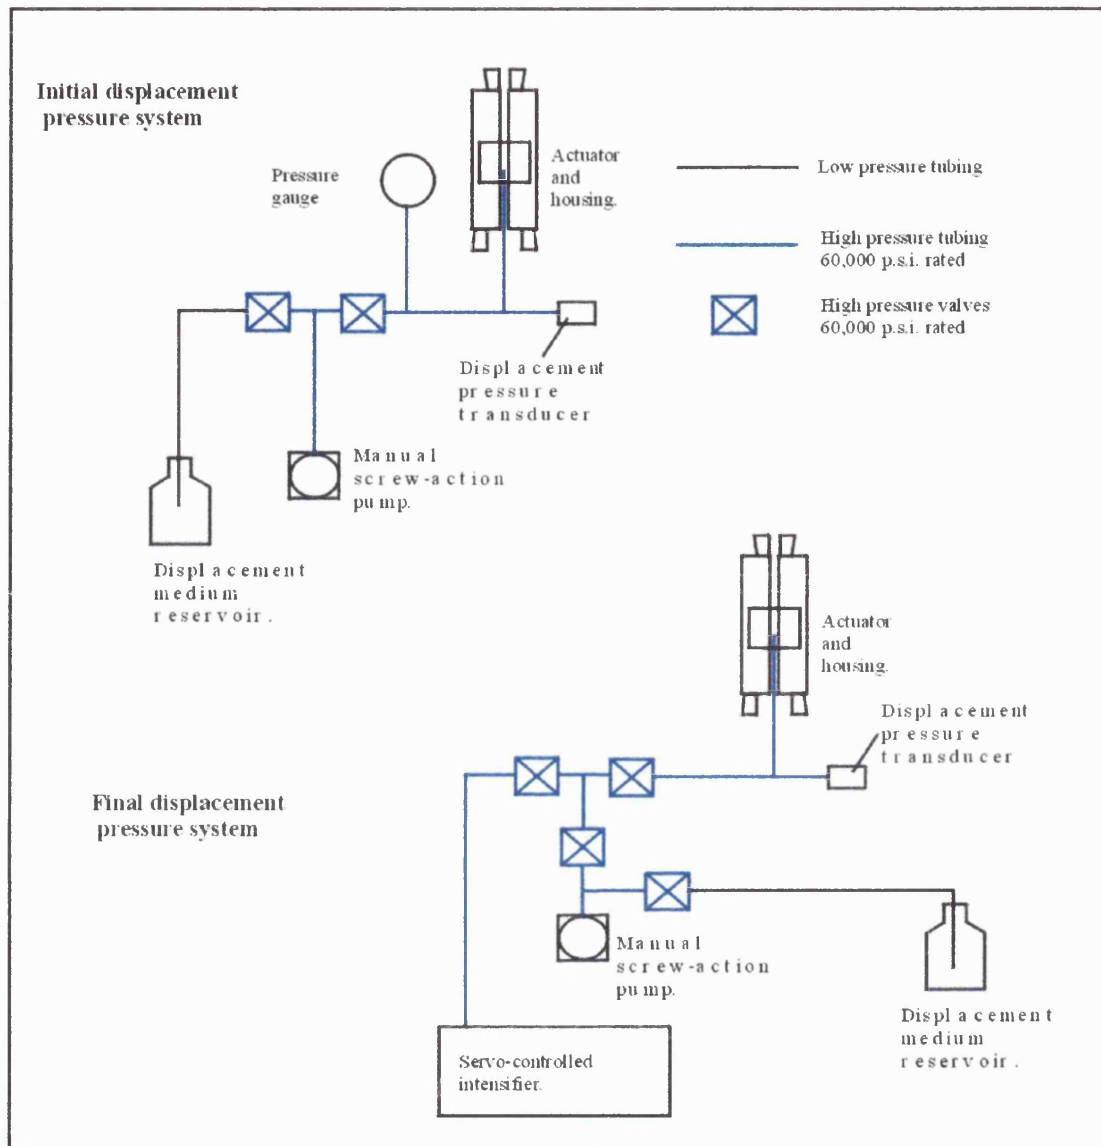 Initial displacement
pressure system
Pressure
gauge
Actuator
and
housing.
Low pressure tubing
High pressure tubing
60,000 p.s.i. rated
High pressure valves
60,000 p.s.i. rated
Displacement
pressure
transducer
Manual
screw-action
pump.
Displacement
medium
reservoir.
Actuator
and
housing.
Displacement
pressure
transducer
Final displacement
pressure system
Manual
screw-action
pump.
Displacement
medium
reservoir.
Servo-controlled
intensifier.